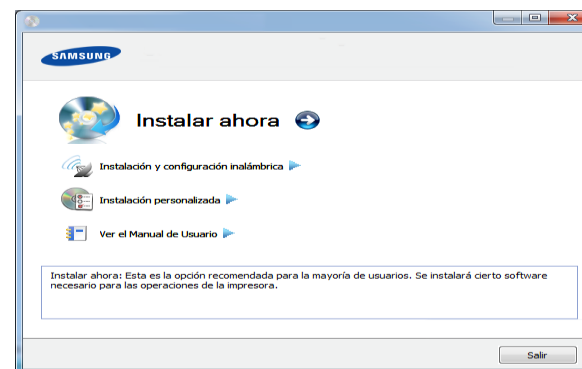 SAMSUNG
Instalar ahora
Instalación y configuración inalámbrica
Instalación personalizada
Ver el Manual de Usuario
Instalar ahora: Esta es la opción recomendada para la mayoría de usuarios. Se instalará cierto software
necesario para las operaciones de la impresora.
Salir